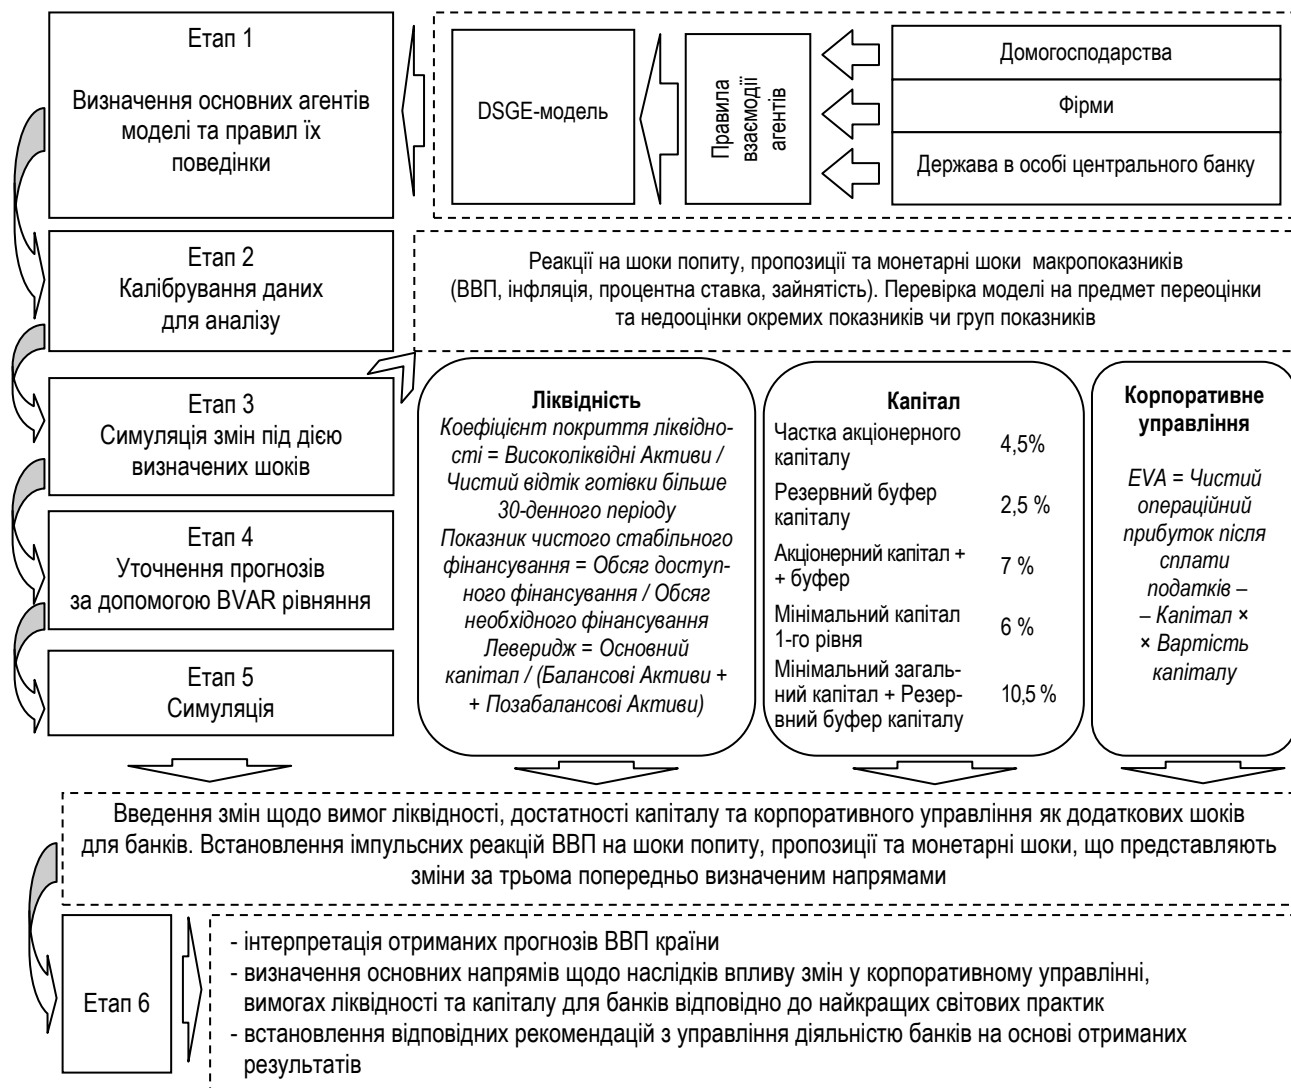 Етап 1
Визначення основних агентів
моделі та правил їх
поведінки
DSGE-модель
Правила
взаємодії
агентів
Домогосподарства
Фірми
Держава в особі центрального банку
Етап 2
Калібрування даних
для аналізу
Реакції на шоки попиту, пропозиції та монетарні шоки макропоказників
(ВВП, інфляція, процентна ставка, зайнятість). Перевірка моделі на предмет переоцінки
та недооцінки окремих показників чи груп показників
Етап 3
Симуляція змін під дією
визначених шоків
Етап 4
Уточнення прогнозів
за допомогою BVAR рівняння
Етап 5
Симуляція
Ліквідність
Коефіцієнт покриття ліквідно-
сті = Високоліквідні Активи /
Чистий відтік готівки більше
30-денного періоду
Показник чистого стабільного
фінансування = Обсяг доступ-
ного фінансування / Обсяг
необхідного фінансування
Леверидж = Основний
капітал / (Балансові Активи +
+ Позабалансові Активи)
Капітал
Частка акціонерного
капіталу 4,5%
Резервний буфер
капіталу 2,5 %
Акціонерний капітал +
+ буфер 7 %
Мінімальний капітал
1-го рівня 6 %
Мінімальний загаль-
ний капітал + Резер- 10,5 %
вний буфер капіталу
Корпоративне
управління
EVA = Чистий
операційний
прибуток після
сплати
податків –
– Капітал ×
× Вартість
капіталу
Введення змін щодо вимог ліквідності, достатності капіталу та корпоративного управління як додаткових шоків
для банків. Встановлення імпульсних реакцій ВВП на шоки попиту, пропозиції та монетарні шоки, що представляють
зміни за трьома попередньо визначеним напрямами
Етап 6
- інтерпретація отриманих прогнозів ВВП країни
- визначення основних напрямів щодо наслідків впливу змін у корпоративному управлінні,
вимогах ліквідності та капіталу для банків відповідно до найкращих світових практик
- встановлення відповідних рекомендацій з управління діяльністю банків на основі отриманих
результатів